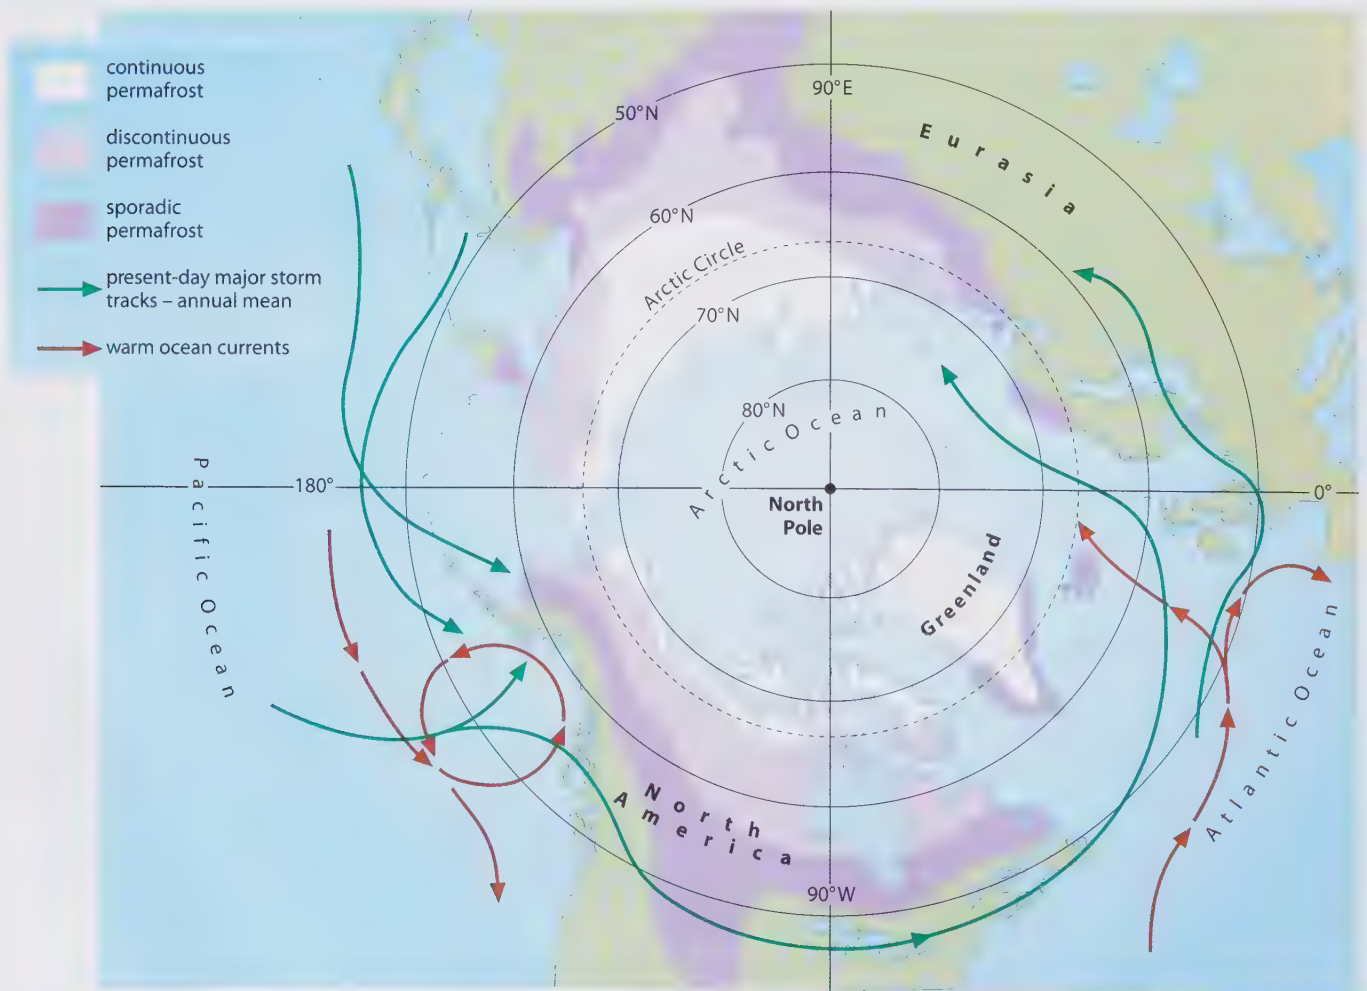 continuous
permafrost
discontinuous
permafrost
sporadic
permafrost
present-day major storm
tracks – annual mean
warm ocean currents
90°E
50°N
Eurasia
60°N
Arctic Circle
70°N
80°N
Arctic Ocean
Pacific Ocean
180°
0°
North
Pole
Greenland
Atlantic Ocean
North
America
90°W